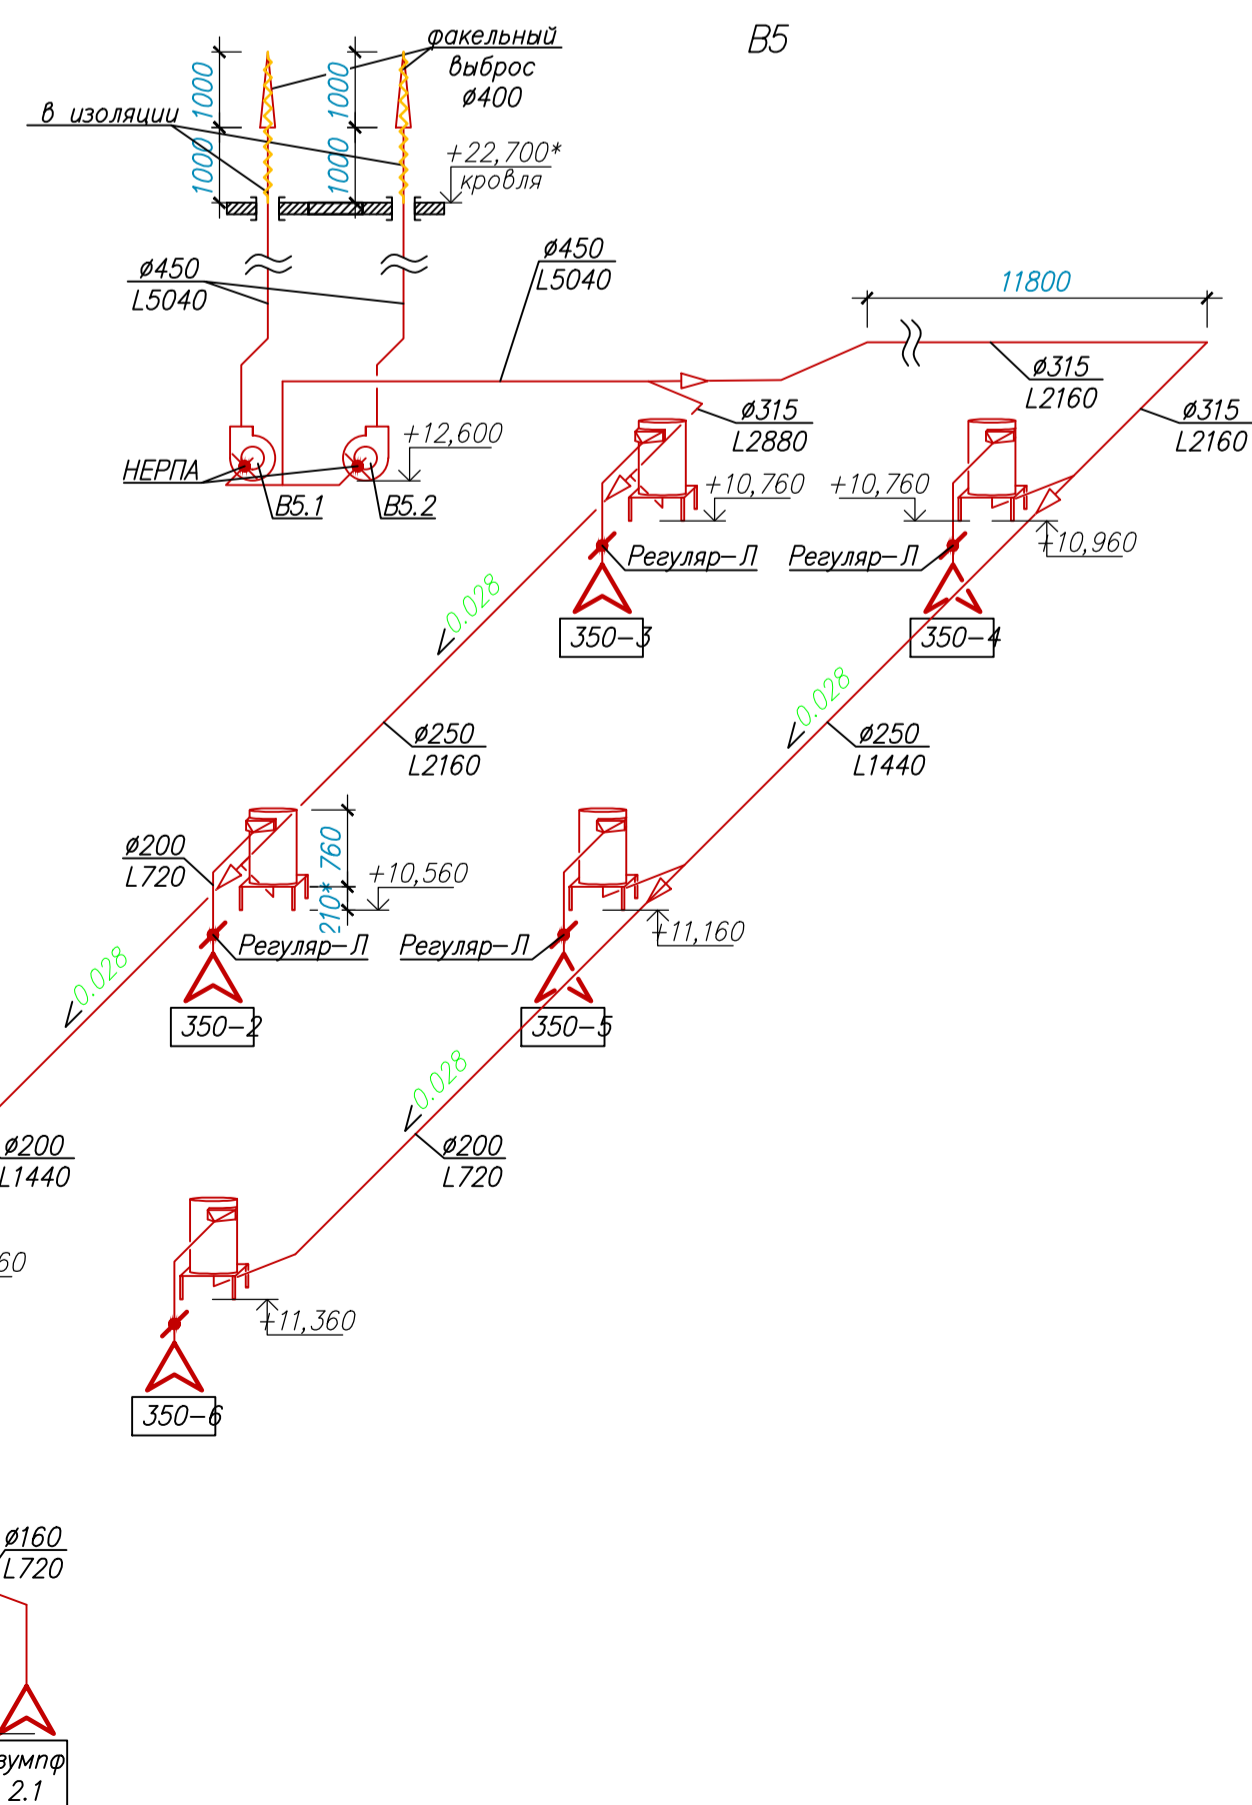 В5
факельный
выброс
ø400
1000
1000
в изоляции
1000
1000
+22,700*
кровля
ø450
L5040
ø450
L5040
11800
ø315
L2160
ø315
L2880
ø315
L2160
+12,600
НЕРПА
В5.1
В5.2
+10,760
+10,760
+10,960
Регуляр-Л
Регуляр-Л
350-3
350-4
0.028
0.028
ø250
L2160
ø250
L1440
760
210*
ø200
L720
+10,560
+11,160
Регуляр-Л
Регуляр-Л
350-2
350-5
0.028
0.028
ø200
L1440
ø200
L720
60
+11,360
350-6
ø160
L720
зумпф
2.1